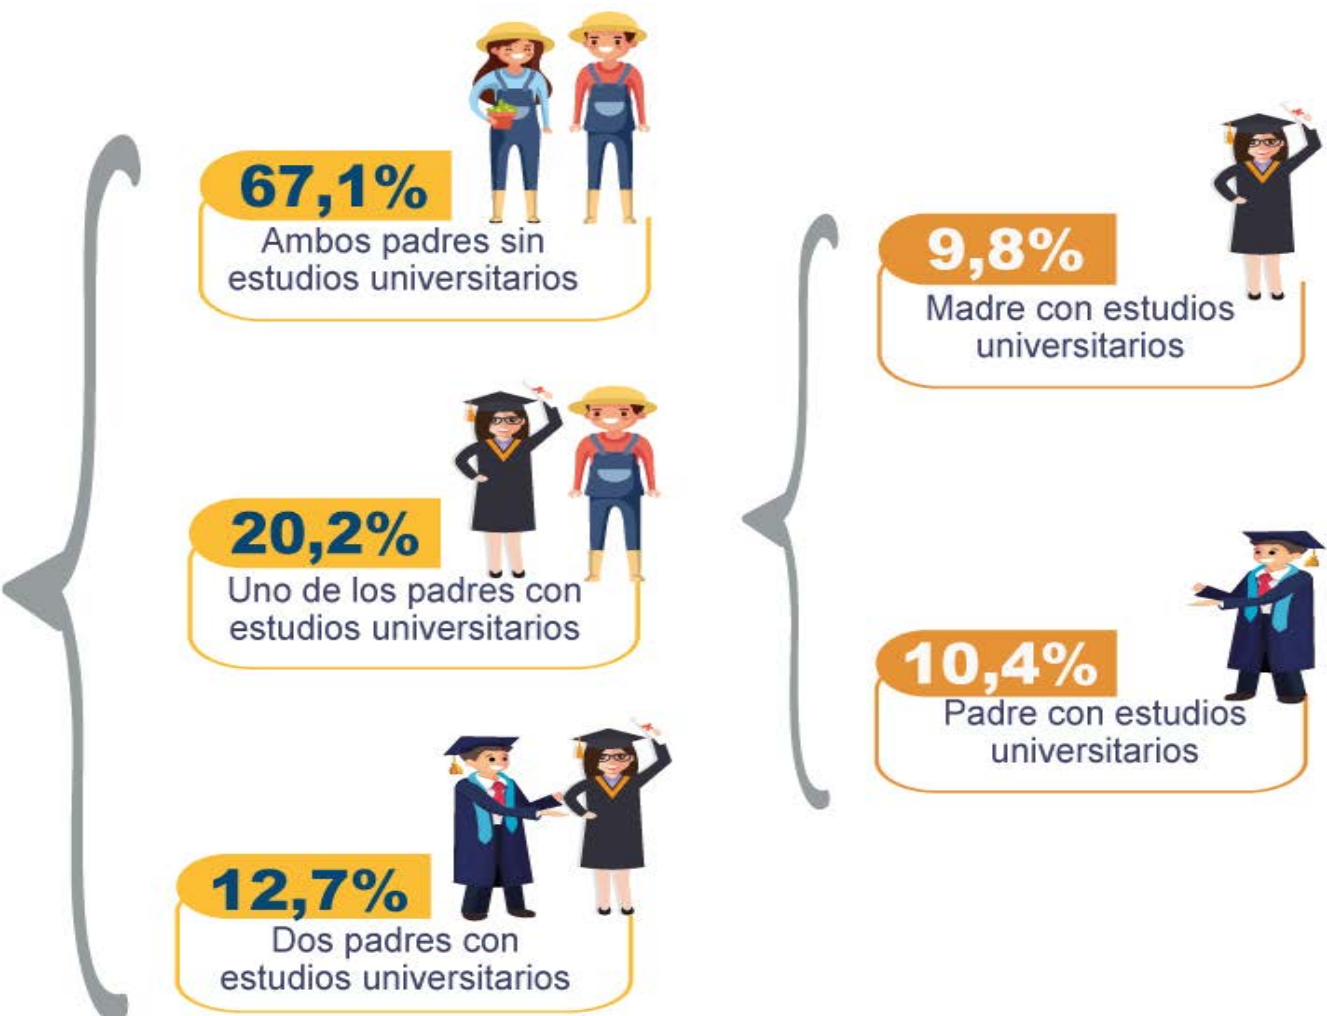 67,1%
Ambos padres sin
estudios universitarios
20,2%
Uno de los padres con
estudios universitarios
12,7%
Dos padres con
estudios universitarios
9,8%
Madre con estudios
universitarios
10,4%
Padre con estudios
universitarios